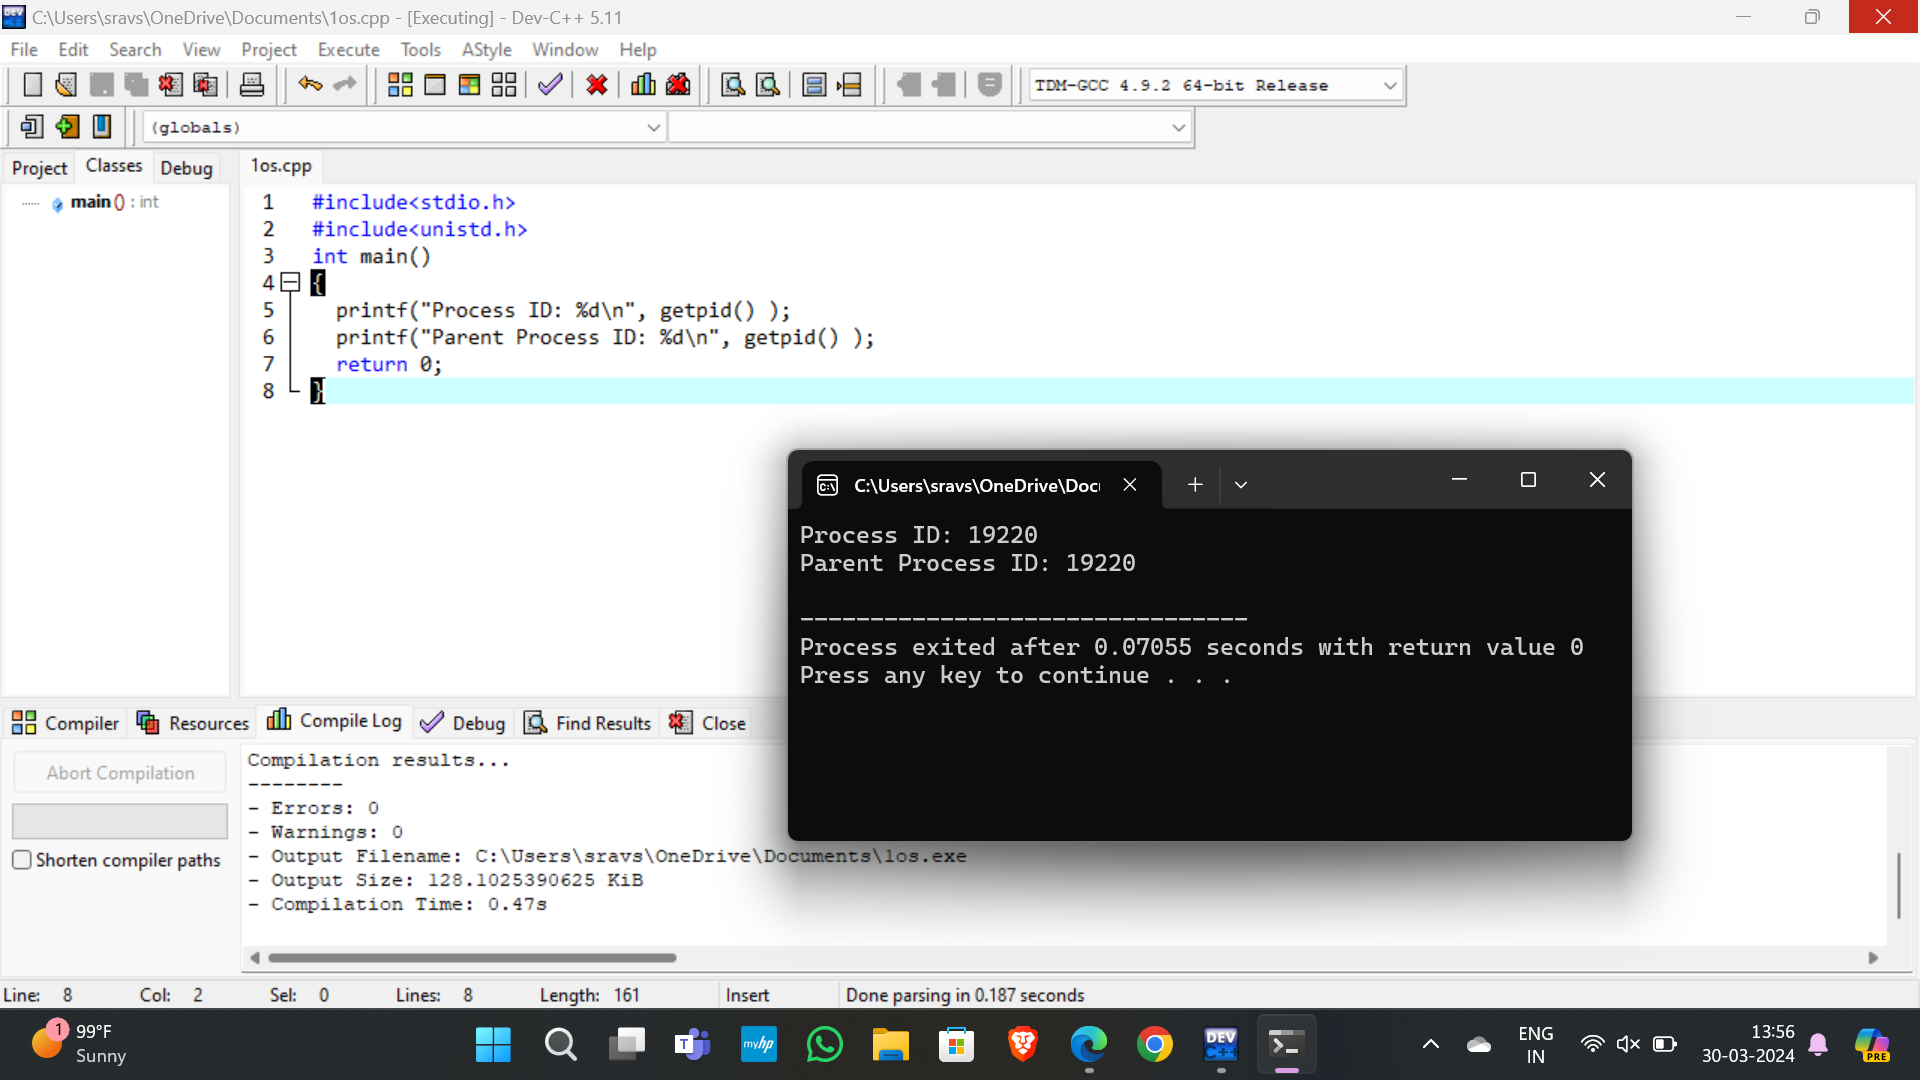 C:\Users\sravs\OneDrive\Documents\1os.cpp - [Executing] - Dev-C++ 5.11
File Edit Search View Project Execute Tools AStyle Window Help
TDM-GCC 4.9.2 64-bit Release
(globals)
Project Classes Debug
main () : int
1os.cpp
1 #include<stdio.h>
2 #include<unistd.h>
3 int main()
4 {
5 printf("Process ID: %d\n", getpid() );
6 printf("Parent Process ID: %d\n", getpid() );
7 return 0;
8 }
C:\Users\sravs\OneDrive\Docu
Process ID: 19220
Parent Process ID: 19220
--------------------------------
Process exited after 0.07055 seconds with return value 0
Press any key to continue . . .
Compiler Resources Compile Log Debug Find Results Close
Abort Compilation
Shorten compiler paths
Compilation results...
--------
- Errors: 0
- Warnings: 0
- Output Filename: C:\Users\sravs\OneDrive\Documents\1os.exe
- Output Size: 128.1025390625 KiB
- Compilation Time: 0.47s
Line: 8 Col: 2 Sel: 0 Lines: 8 Length: 161 Insert Done parsing in 0.187 seconds
1
99°F
Sunny
T
myhp
DEV
C++
ENG
IN
13:56
30-03-2024
PRE